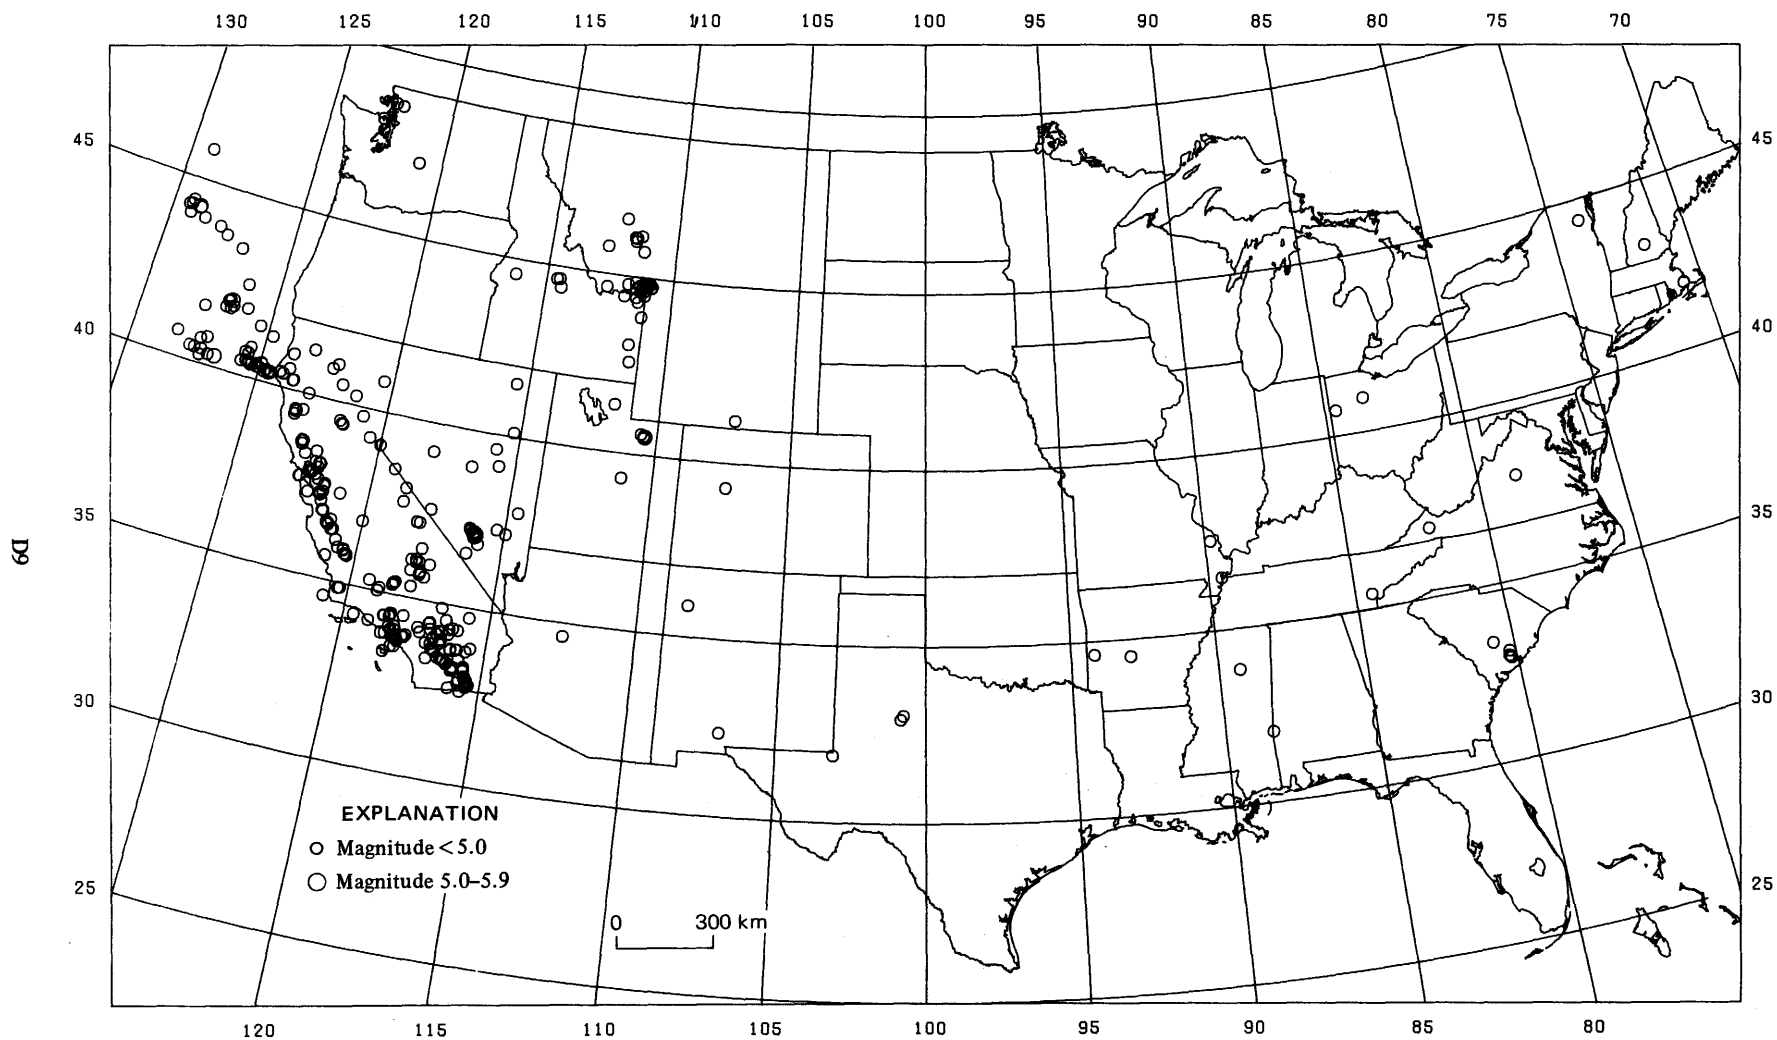 130 125 120 115 110 105 100 95 90 85 80 75 70
45 45
40 40
35 35
D9
30 30
EXPLANATION
Magnitude <5.0
Magnitude 5.0–5.9
25 25
0 300 km
120 115 110 105 100 95 90 85 80